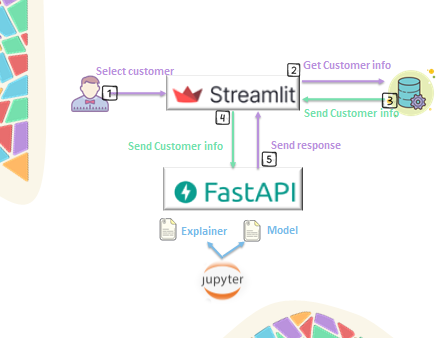 2
Get Customer info
Select customer
1
Streamlit
3
Send Customer info
4
Send Customer info
Send response
5
FastAPI
Explainer
Model
jupyter